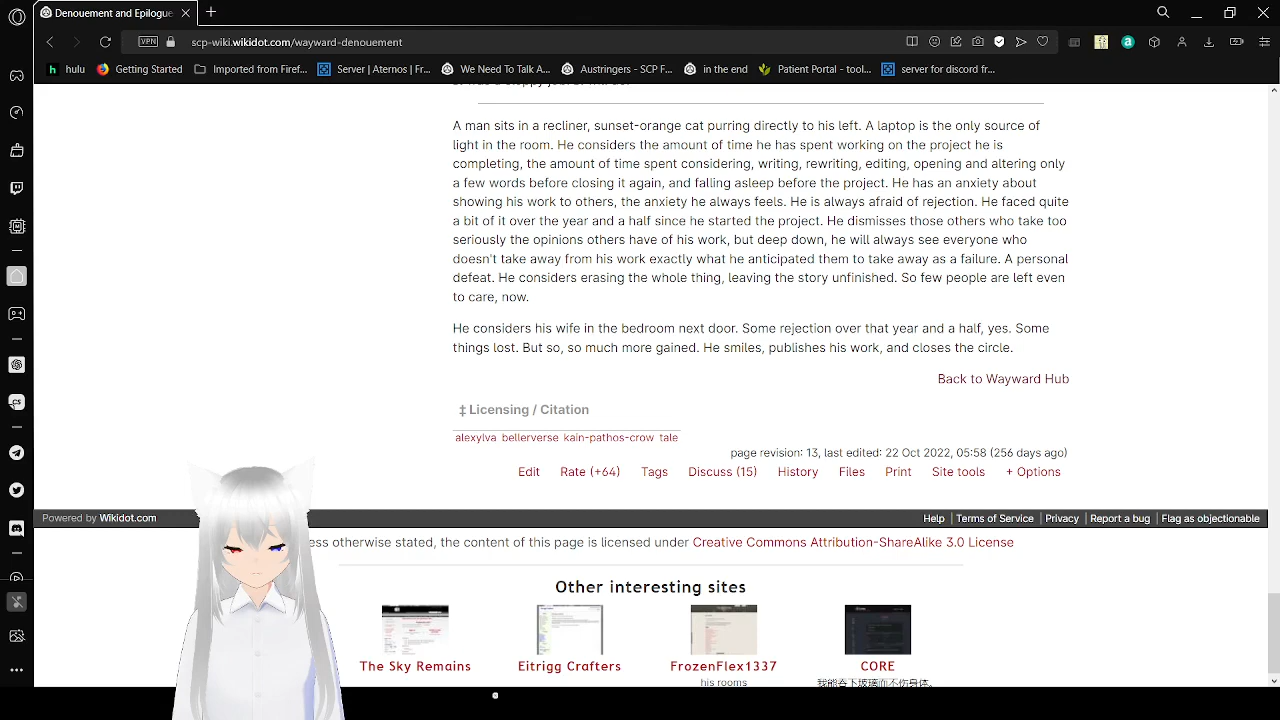 Denouement and Epilogue
VPN scp-wiki.wikidot.com/wayward-denouement
hulu Getting Started Imported from Firef... Server | Aternos | Fr... We Need To Talk A... Austringers - SCP F... in the end Patient Portal - tool... server for discord fr...
A man sits in a recliner, sunset-orange cat purring directly to his left. A laptop is the only source of
light in the room. He considers the amount of time he has spent working on the project he is
completing, the amount of time spent considering, writing, rewriting, editing, opening and altering only
a few words before closing it again, and falling asleep before the project. He has an anxiety about
showing his work to others, the anxiety he always feels. He is always afraid of rejection. He faced quite
a bit of it over the year and a half since he started the project. He dismisses those others who take too
seriously the opinions others have of his work, but deep down, he will always see everyone who
doesn't take away from his work exactly what he anticipated them to take away as a failure. A personal
defeat. He considers erasing the whole thing, leaving the story unfinished. So few people are left even
to care, now.
He considers his wife in the bedroom next door. Some rejection over that year and a half, yes. Some
things lost. But so, so much more gained. He smiles, publishes his work, and closes the circle.
Back to Wayward Hub
‡ Licensing / Citation
alexylva bellerverse kain-pathos-crow tale
page revision: 13, last edited: 22 Oct 2022, 05:58 (256 days ago)
Edit Rate (+64) Tags Discuss (15) History Files Print Site tools + Options
Powered by Wikidot.com Help | Terms of Service | Privacy | Report a bug | Flag as objectionable
ess otherwise stated, the content of this page is licensed under Creative Commons Attribution-ShareAlike 3.0 License
Other interesting sites
The Sky Remains Eitrigg Crafters FrozenFlex1337 CORE
his rooms 我能吞下玻璃而不伤身体。